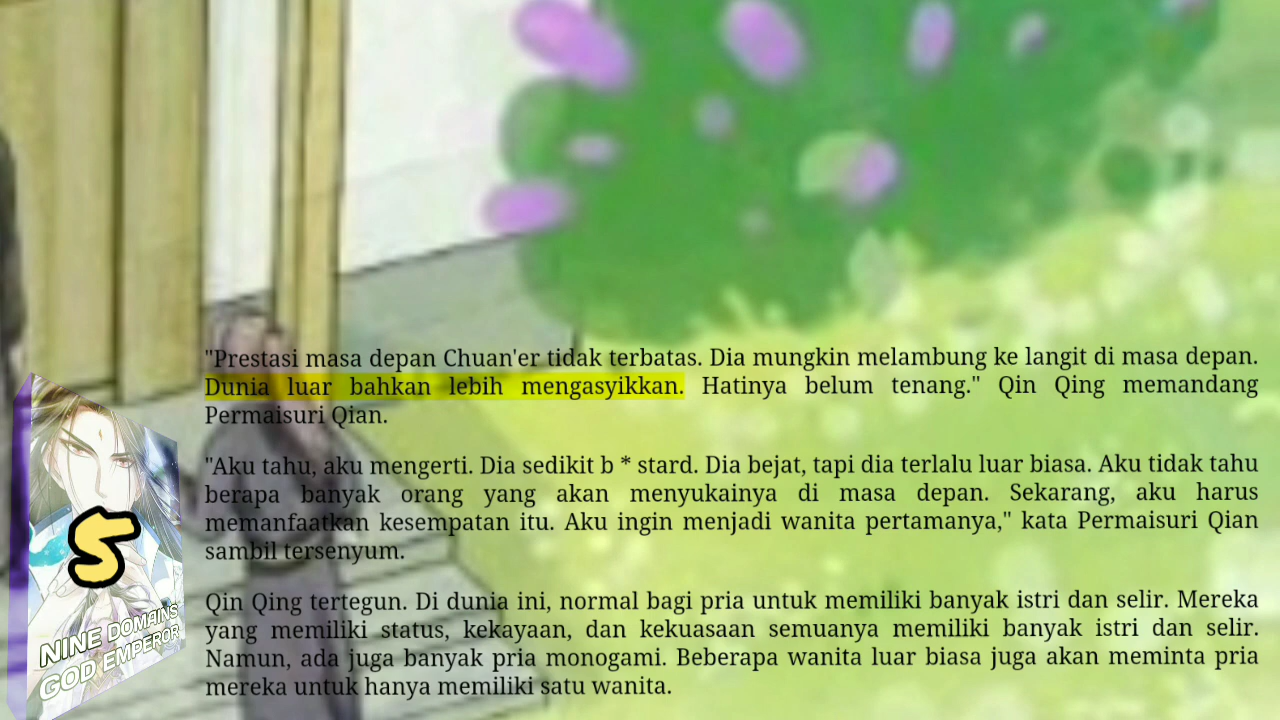 "Prestasi masa depan Chuan'er tidak terbatas. Dia mungkin melambung ke langit di masa depan.
Dunia luar bahkan lebih mengasyikkan. Hatinya belum tenang." Qin Qing memandang
Permaisuri Qian.
"Aku tahu, aku mengerti. Dia sedikit b * stard. Dia bejat, tapi dia terlalu luar biasa. Aku tidak tahu
berapa banyak orang yang akan menyukainya di masa depan. Sekarang, aku harus
memanfaatkan kesempatan itu. Aku ingin menjadi wanita pertamanya," kata Permaisuri Qian
sambil tersenyum.
Qin Qing tertegun. Di dunia ini, normal bagi pria untuk memiliki banyak istri dan selir. Mereka
yang memiliki status, kekayaan, dan kekuasaan semuanya memiliki banyak istri dan selir.
Namun, ada juga banyak pria monogami. Beberapa wanita luar biasa juga akan meminta pria
mereka untuk hanya memiliki satu wanita.
5
NINE DOMAINS
GOD EMPEROR